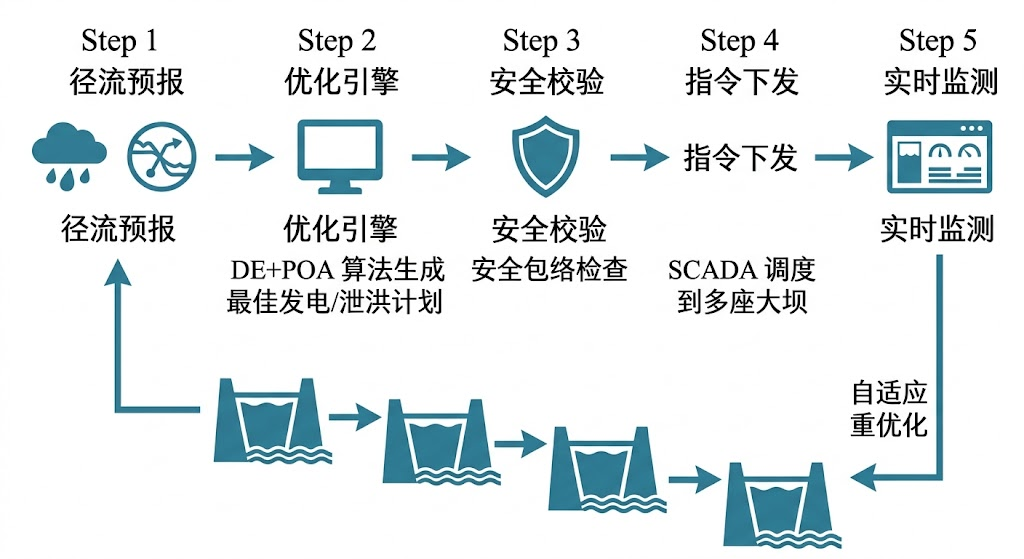 Step 1
径流预报
Step 2
优化引擎
Step 3
安全校验
Step 4
指令下发
Step 5
实时监测
指令下发
径流预报
优化引擎
DE+POA 算法生成
最佳发电/泄洪计划
安全校验
安全包络检查
SCADA 调度
到多座大坝
实时监测
自适应
重优化